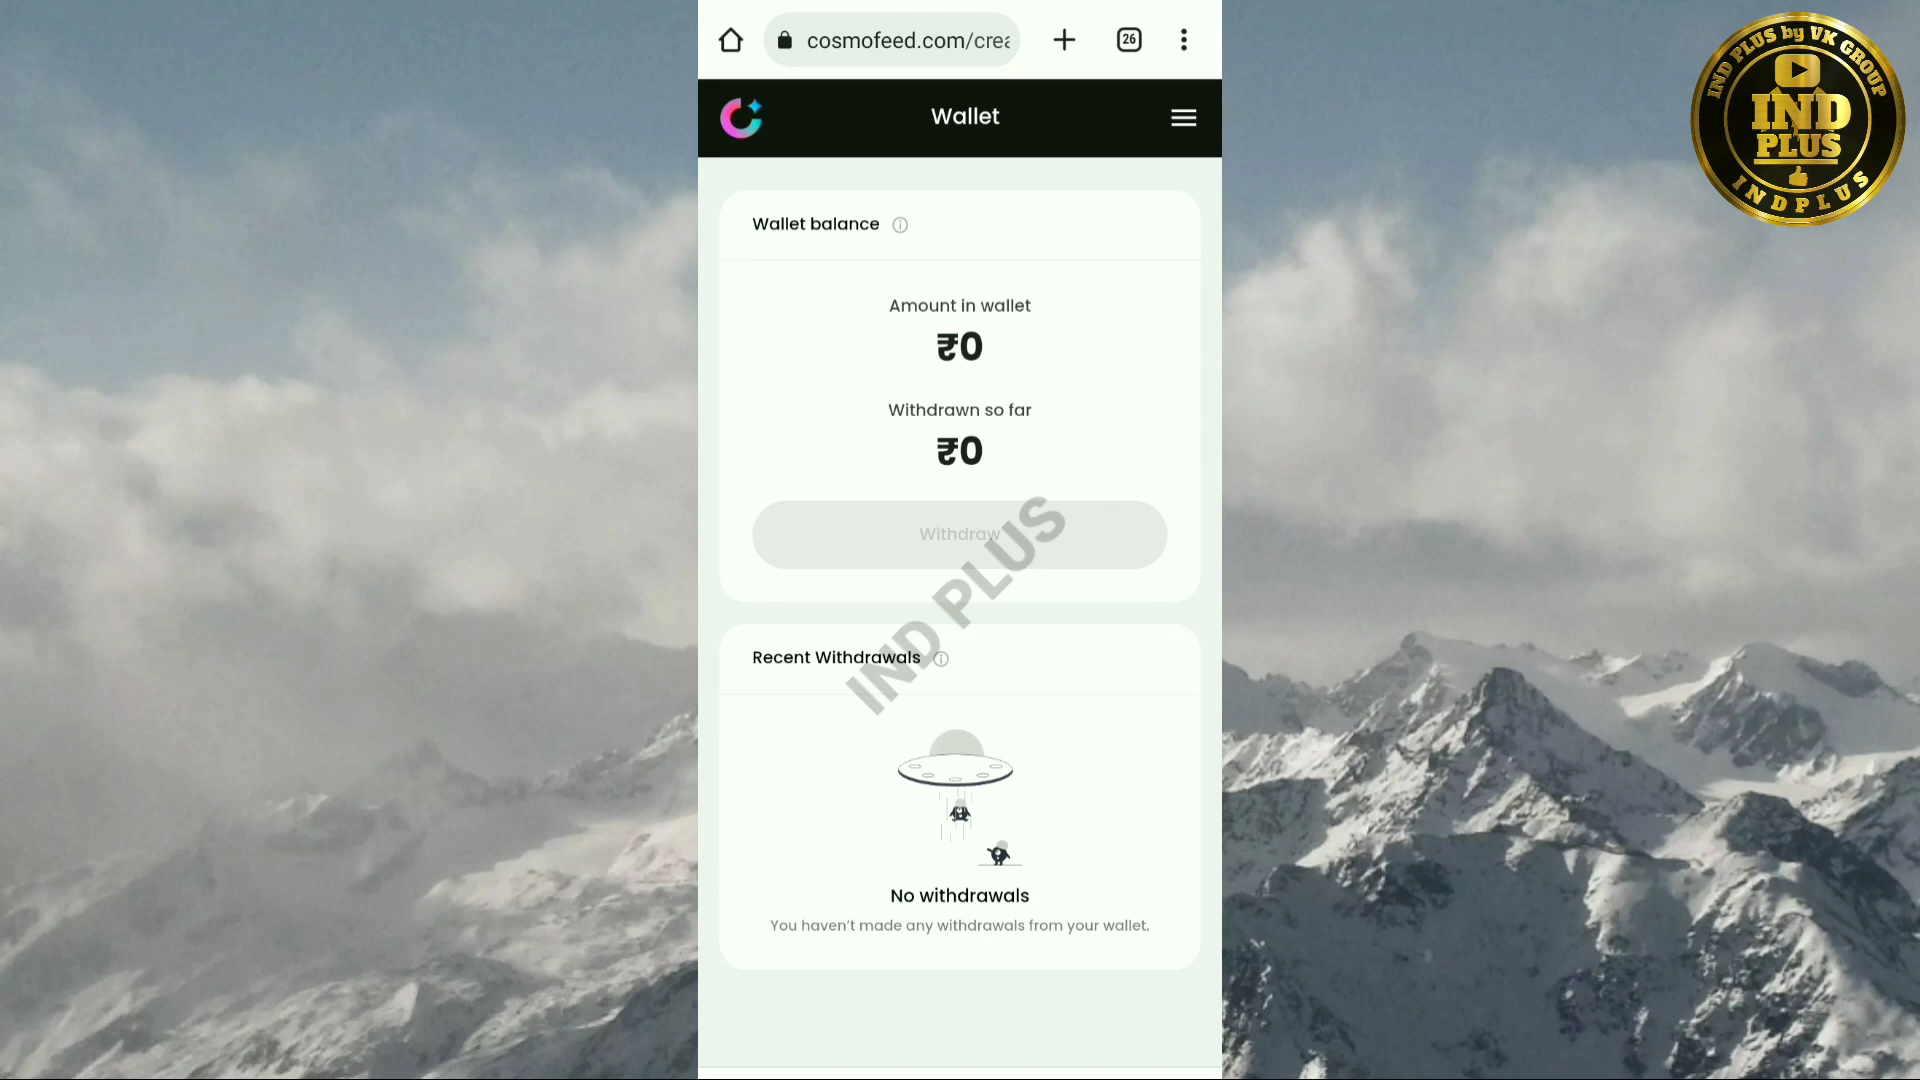 cosmofeed.com/crea
26
Wallet
IND PLUS by VK GROUP
IND
PLUS
INDPLUS
Wallet balance
Amount in wallet
₹0
Withdrawn so far
₹0
Withdraw
IND PLUS
Recent Withdrawals
No withdrawals
You haven't made any withdrawals from your wallet.